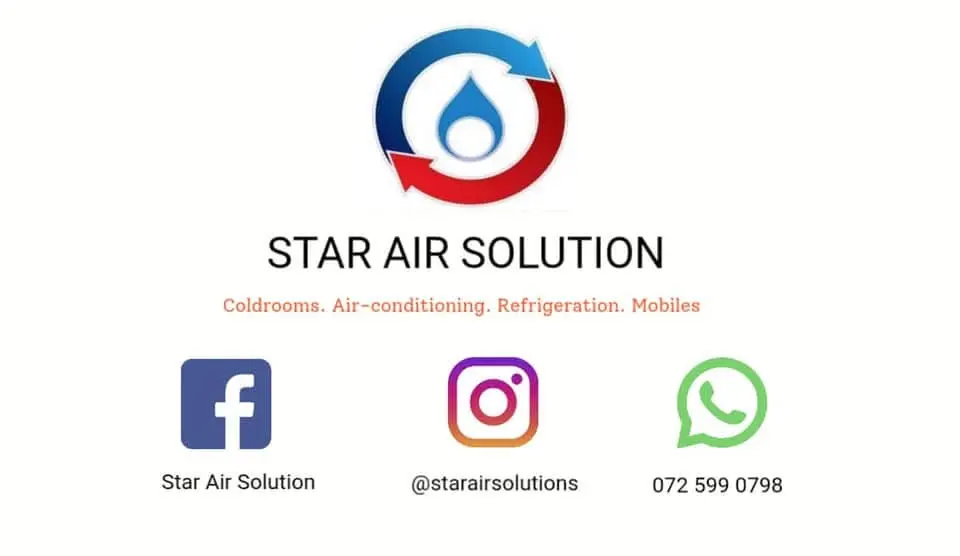 STAR AIR SOLUTION
Coldrooms. Air-conditioning. Refrigeration. Mobiles
Star Air Solution
@starairsolutions
072 599 0798